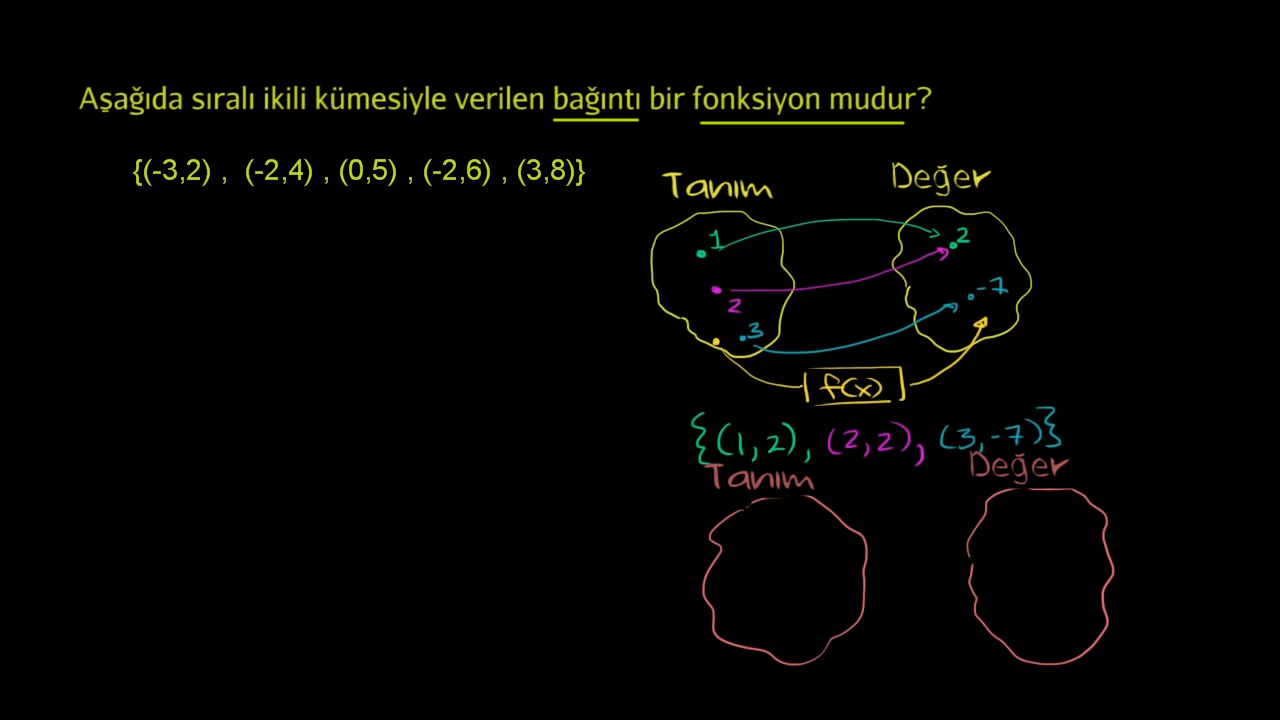 Aşağıda sıralı ikili kümesiyle verilen bağıntı bir fonksiyon mudur?
{(-3,2) , (-2,4) , (0,5) , (-2,6) , (3,8)}
Tanım Değer
1 2
2 -7
3
f(x)
{(1,2), (2,2), (3,-7)}
Tanım Değer